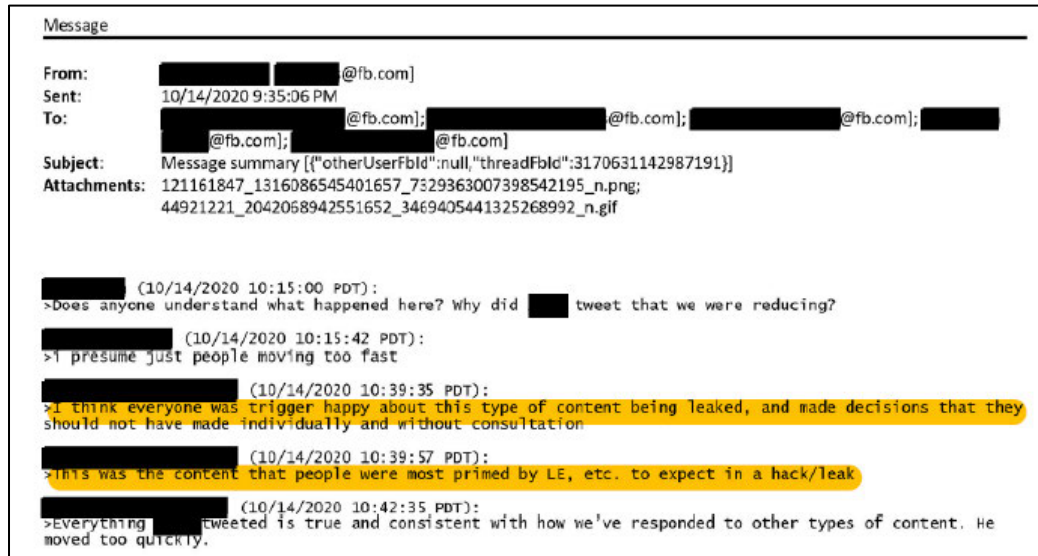 Message
From: @fb.com]
Sent: 10/14/2020 9:35:06 PM
To: @fb.com]; @fb.com]; @fb.com];
@fb.com]; @fb.com]
Subject: Message summary [{"otherUserFbId":null,"threadFbId":3170631142987191}]
Attachments: 121161847_1316086545401657_7329363007398542195_n.png;
44921221_2042068942551652_3469405441325268992_n.gif
(10/14/2020 10:15:00 PDT):
>Does anyone understand what happened here? Why did tweet that we were reducing?
(10/14/2020 10:15:42 PDT):
>i presume just people moving too fast
(10/14/2020 10:39:35 PDT):
>I think everyone was trigger happy about this type of content being leaked, and made decisions that they
should not have made individually and without consultation
(10/14/2020 10:39:57 PDT):
>This was the content that people were most primed by LE, etc. to expect in a hack/leak
(10/14/2020 10:42:35 PDT):
>Everything tweeted is true and consistent with how we've responded to other types of content. He
moved too quickly.